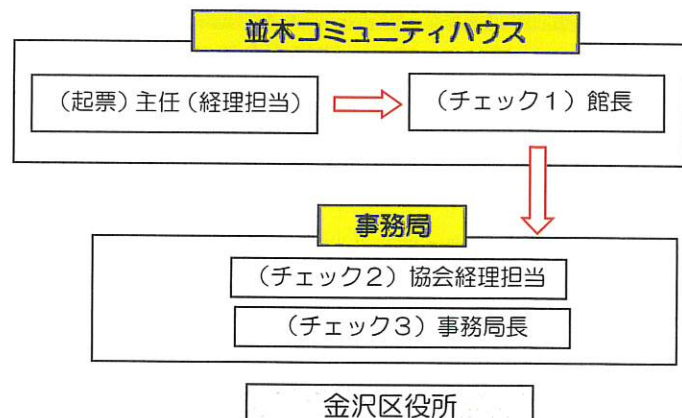 並木コミュニティハウス
（起票）主任（経理担当）
（チェック１）館長
事務局
（チェック２）協会経理担当
（チェック３）事務局長
金沢区役所